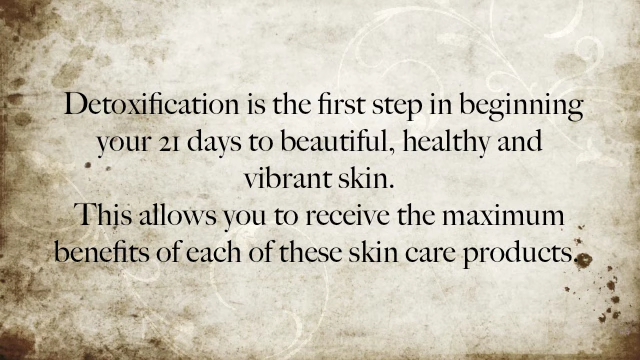 Detoxification is the first step in beginning
your 21 days to beautiful, healthy and
vibrant skin.
This allows you to receive the maximum
benefits of each of these skin care products.